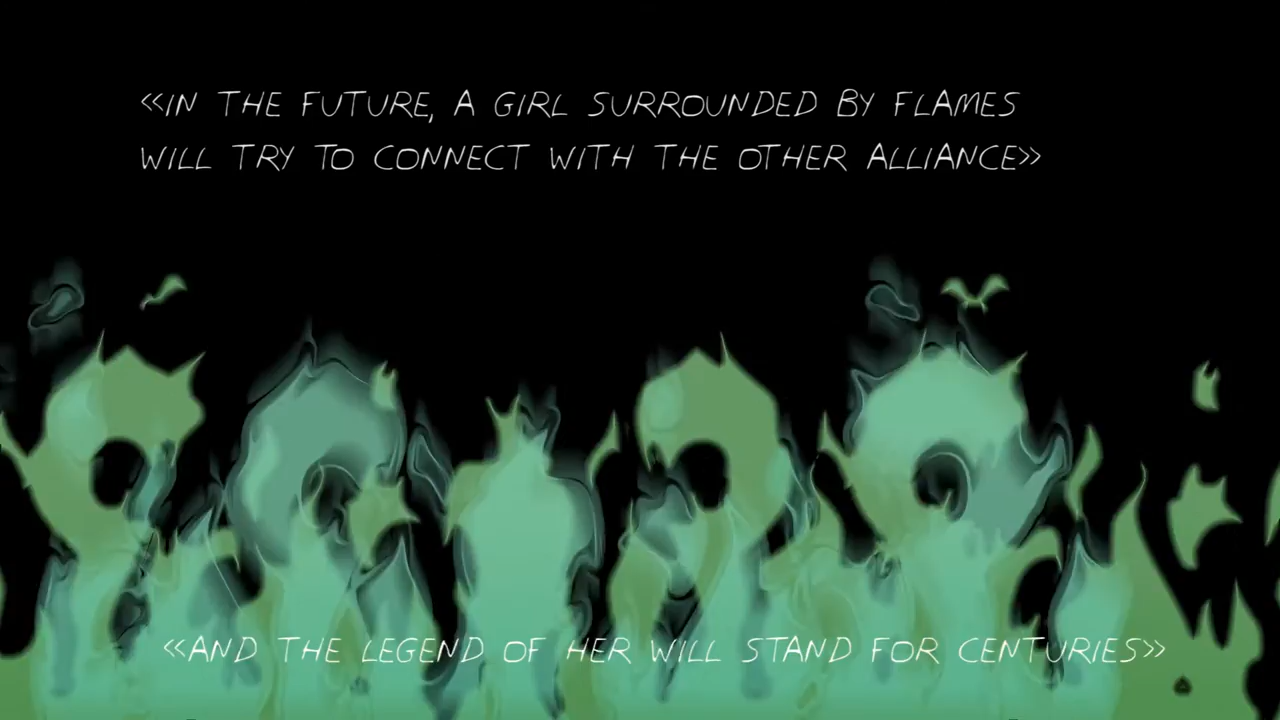 «IN THE FUTURE, A GIRL SURROUNDED BY FLAMES
WILL TRY TO CONNECT WITH THE OTHER ALLIANCE»
«AND THE LEGEND OF HER WILL STAND FOR CENTURIES»